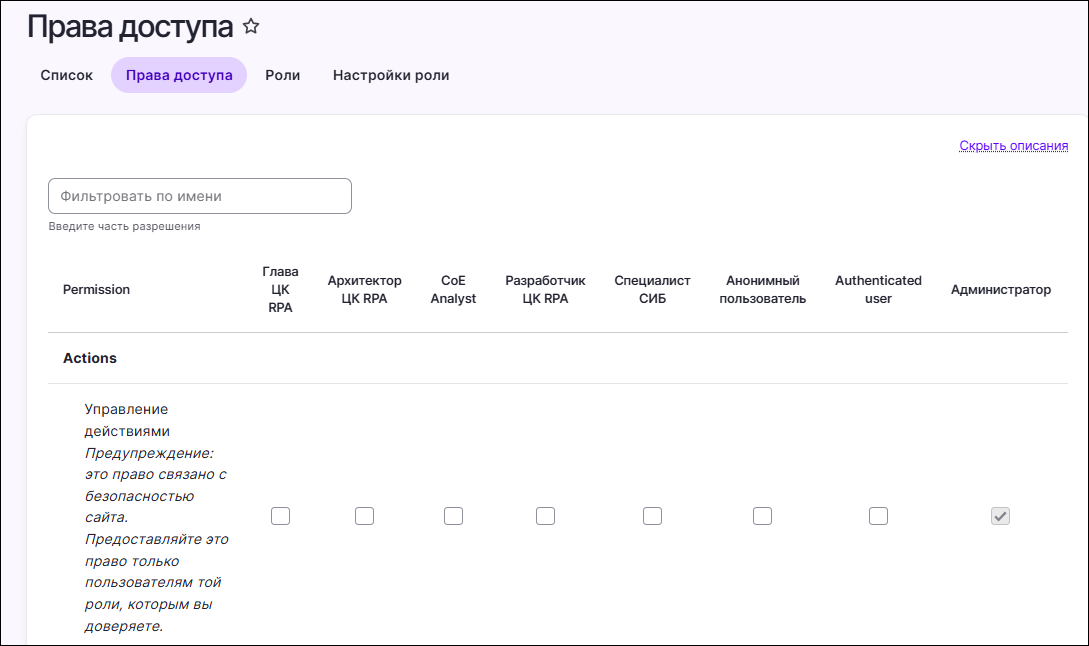 Права доступа
Список
Права доступа
Роли
Настройки роли
Скрыть описания
Фильтровать по имени
Введите часть разрешения
Permission
Глава
ЦК
RPA
Архитектор
ЦК RPA
CoE
Analyst
Разработчик
ЦК RPA
Специалист
СИБ
Анонимный
пользователь
Authenticated
user
Администратор
Actions
Управление
действиями
Предупреждение:
это право связано с
безопасностью
сайта.
Предоставляйте это
право только
пользователям той
роли, которым вы
доверяете.